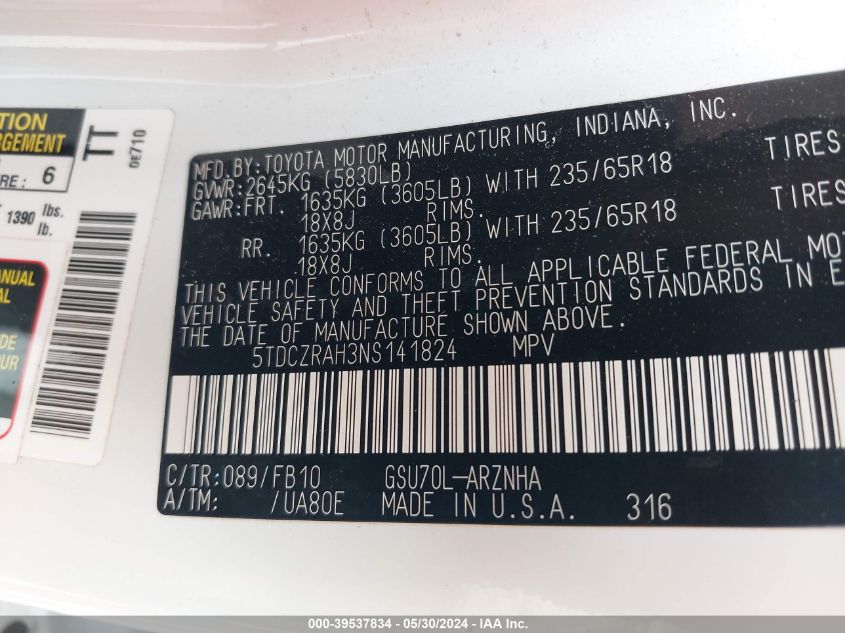 TION
RGEMENT
RE: 6
1390 lbs.
lb.
TT
0E710
ANUAL
AL
DE
OUR
MFD.BY:TOYOTA MOTOR MANUFACTURING, INDIANA, INC.
GVWR:2645KG (5830LB)
GAWR:FRT. 1635KG (3605LB) WITH 235/65R18 TIRES
18X8J RIMS.
RR. 1635KG (3605LB) WITH 235/65R18 TIRES
18X8J RIMS.
THIS VEHICLE CONFORMS TO ALL APPLICABLE FEDERAL MOT
VEHICLE SAFETY AND THEFT PREVENTION STANDARDS IN E
THE DATE OF MANUFACTURE SHOWN ABOVE.
5TDCZRAH3NS141824 MPV
C/TR:089/FB10 GSU70L-ARZNHA
A/TM: /UA80E MADE IN U.S.A. 316
000-39537834 - 05/30/2024 - IAA Inc.